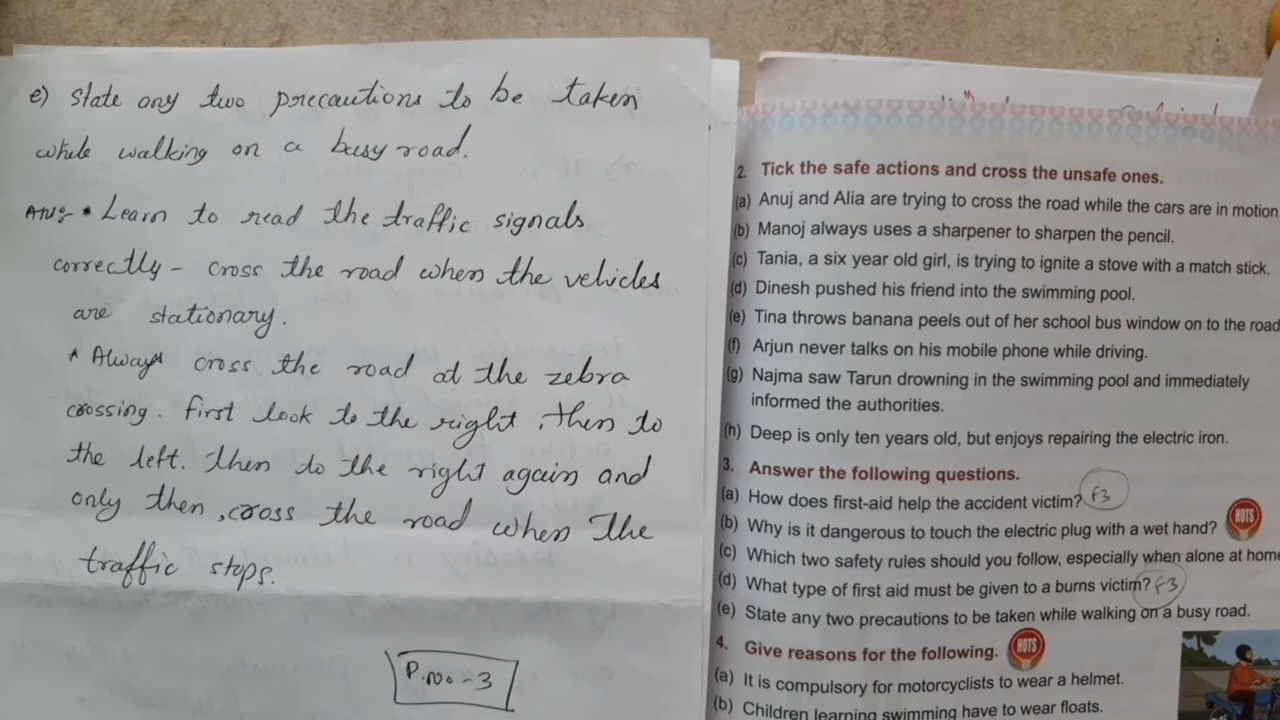 e) State any two precautions to be taken
while walking on a busy road.
Ans:- * Learn to read the traffic signals
correctly - cross the road when the vehicles
are stationary.
* Always cross the road at the zebra
crossing. First look to the right, then to
the left. then to the right again and
only then, cross the road when the
traffic stops.
P.No-3
2. Tick the safe actions and cross the unsafe ones.
(a) Anuj and Alia are trying to cross the road while the cars are in motion
(b) Manoj always uses a sharpener to sharpen the pencil.
(c) Tania, a six year old girl, is trying to ignite a stove with a match stick.
(d) Dinesh pushed his friend into the swimming pool.
(e) Tina throws banana peels out of her school bus window on to the road
(f) Arjun never talks on his mobile phone while driving.
(g) Najma saw Tarun drowning in the swimming pool and immediately
informed the authorities.
(h) Deep is only ten years old, but enjoys repairing the electric iron.
3. Answer the following questions.
(a) How does first-aid help the accident victim? F3
(b) Why is it dangerous to touch the electric plug with a wet hand? HOTS
(c) Which two safety rules should you follow, especially when alone at home
(d) What type of first aid must be given to a burns victim? F3
(e) State any two precautions to be taken while walking on a busy road.
4. Give reasons for the following. HOTS
(a) It is compulsory for motorcyclists to wear a helmet.
(b) Children learning swimming have to wear floats.